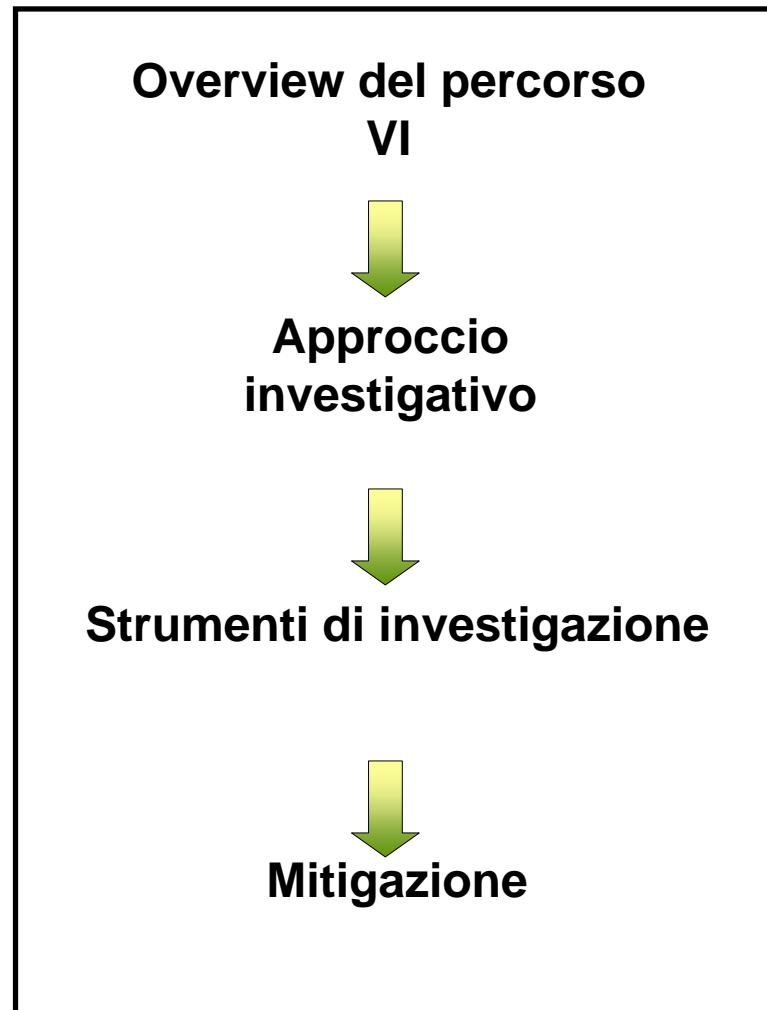 Overview del percorso
VI
Approccio
investigativo
Strumenti di investigazione
Mitigazione